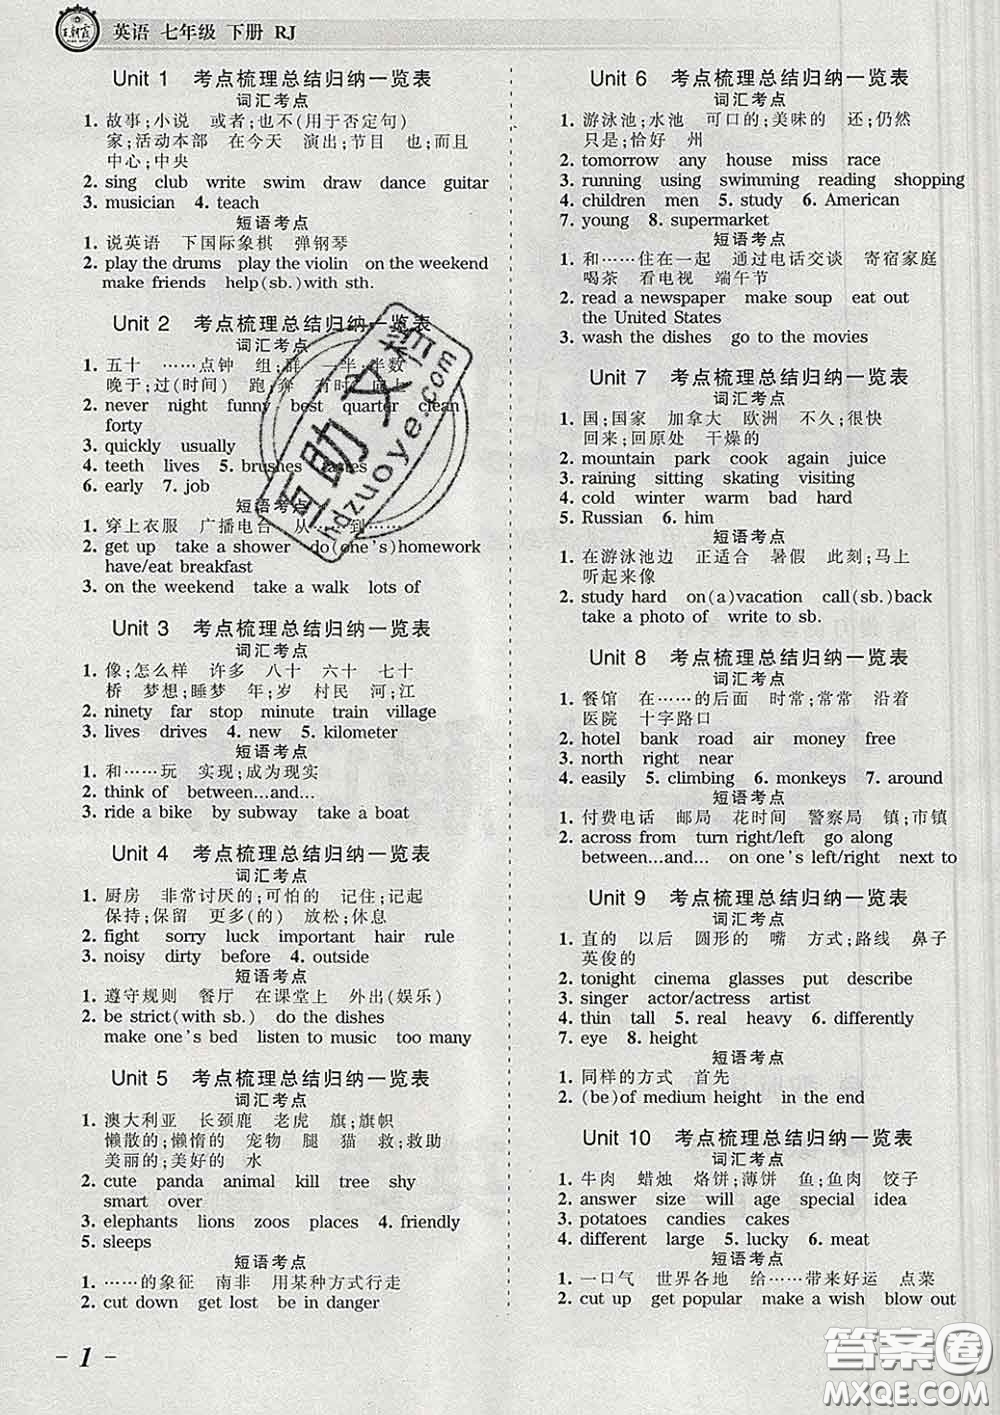 王朝霞
英语 七年级 下册 RJ
Unit 1 考点梳理总结归纳一览表
词汇考点
1. 故事;小说 或者;也不(用于否定句)
家;活动本部 在今天 演出;节目 也;而且
中心;中央
2. sing club write swim draw dance guitar
3. musician 4. teach
短语考点
1. 说英语 下国际象棋 弹钢琴
2. play the drums play the violin on the weekend
make friends help(sb.)with sth.
Unit 2 考点梳理总结归纳一览表
词汇考点
1. 五十 ……点钟 组;群 一半;半数
晚于;过(时间) 跑;奔 有时
2. never night funny best quarter clean
forty
3. quickly usually
4. teeth lives 5. brushes tastes
6. early 7. job
短语考点
1. 穿上衣服 广播电台 从……到……
2. get up take a shower do(one's)homework
have/eat breakfast
3. on the weekend take a walk lots of
Unit 3 考点梳理总结归纳一览表
词汇考点
1. 像;怎么样 许多 八十 六十 七十
桥 梦想;睡梦 年;岁 村民 河;江
2. ninety far stop minute train village
3. lives drives 4. new 5. kilometer
短语考点
1. 和……玩 实现;成为现实
2. think of between...and...
3. ride a bike by subway take a boat
Unit 4 考点梳理总结归纳一览表
词汇考点
1. 厨房 非常讨厌的;可怕的 记住;记起
保持;保留 更多(的) 放松;休息
2. fight sorry luck important hair rule
3. noisy dirty before 4. outside
短语考点
1. 遵守规则 餐厅 在课堂上 外出(娱乐)
2. be strict(with sb.) do the dishes
make one's bed listen to music too many
Unit 5 考点梳理总结归纳一览表
词汇考点
1. 澳大利亚 长颈鹿 老虎 旗;旗帜
懒散的;懒惰的 宠物 腿 猫 救;救助
美丽的;美好的 水
2. cute panda animal kill tree shy
smart over
3. elephants lions zoos places 4. friendly
5. sleeps
短语考点
1. ……的象征 南非 用某种方式行走
2. cut down get lost be in danger
Unit 6 考点梳理总结归纳一览表
词汇考点
1. 游泳池;水池 可口的;美味的 还;仍然
只是;恰好 州
2. tomorrow any house miss race
3. running using swimming reading shopping
4. children men 5. study 6. American
7. young 8. supermarket
短语考点
1. 和……住在一起 通过电话交谈 寄宿家庭
喝茶 看电视 端午节
2. read a newspaper make soup eat out
the United States
3. wash the dishes go to the movies
Unit 7 考点梳理总结归纳一览表
词汇考点
1. 国;国家 加拿大 欧洲 不久;很快
回来;回原处 干燥的
2. mountain park cook again juice
3. raining sitting skating visiting
4. cold winter warm bad hard
5. Russian 6. him
短语考点
1. 在游泳池边 正适合 暑假 此刻;马上
听起来像
2. study hard on(a)vacation call(sb.)back
take a photo of write to sb.
Unit 8 考点梳理总结归纳一览表
词汇考点
1. 餐馆 在……的后面 时常;常常 沿着
医院 十字路口
2. hotel bank road air money free
3. north right near
4. easily 5. climbing 6. monkeys 7. around
短语考点
1. 付费电话 邮局 花时间 警察局 镇;市镇
2. across from turn right/left go along
between...and... on one's left/right next to
Unit 9 考点梳理总结归纳一览表
词汇考点
1. 直的 以后 圆形的 嘴 方式;路线 鼻子
英俊的
2. tonight cinema glasses put describe
3. singer actor/actress artist
4. thin tall 5. real heavy 6. differently
7. eye 8. height
短语考点
1. 同样的方式 首先
2. (be)of medium height in the end
Unit 10 考点梳理总结归纳一览表
词汇考点
1. 牛肉 蜡烛 烙饼;薄饼 鱼;鱼肉 饺子
2. answer size will age special idea
3. potatoes candies cakes
4. different large 5. lucky 6. meat
短语考点
1. 一口气 世界各地 给……带来好运 点菜
2. cut up get popular make a wish blow out
- 1 -
互助文档
hdzuoye.com
答案圈
MXQE.COM